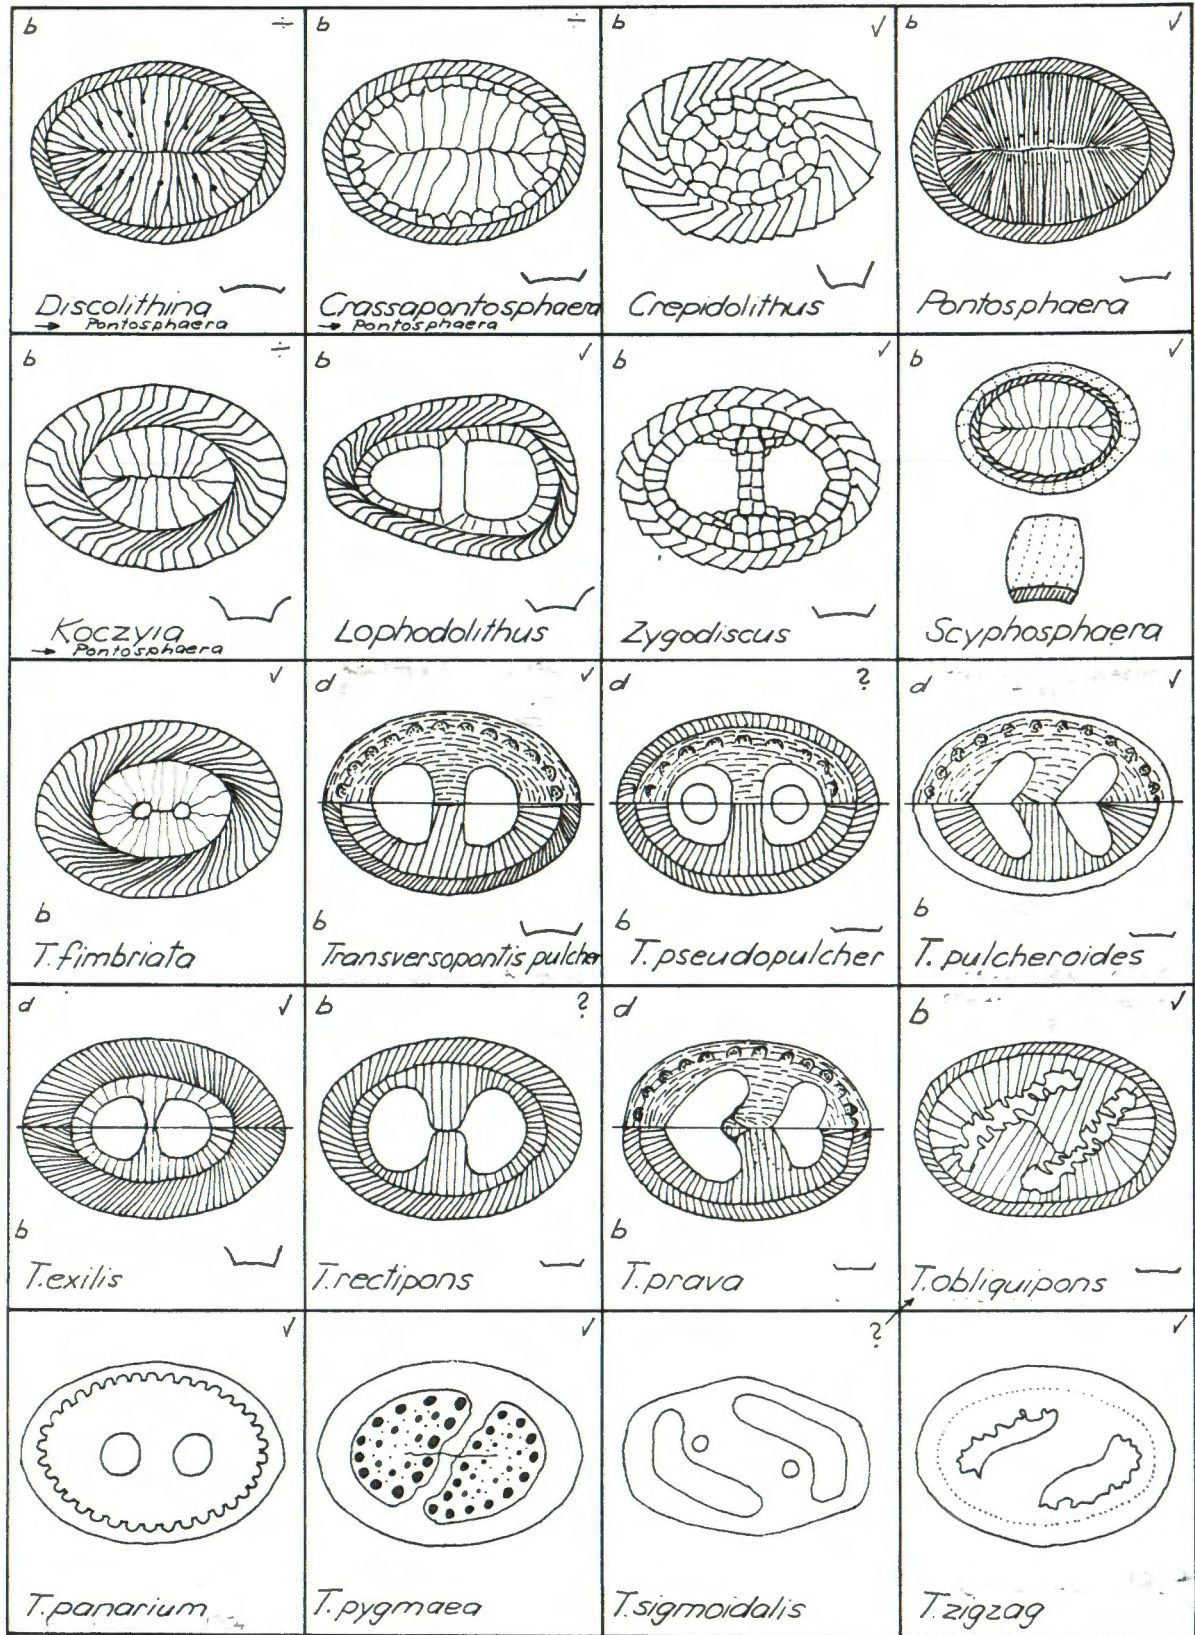 b ÷
Discolithina
→ Pontosphaera
b ÷
Crassapontosphaera
→ Pontosphaera
b ✓
Crepidolithus
b ✓
Pontosphaera
b ÷
Koczyia
→ Pontosphaera
b ✓
Lophodolithus
b ✓
Zygodiscus
b ✓
Scyphosphaera
✓
b
T. fimbriata
d ✓
b
Transversopontis pulcher
d ?
b
T. pseudopulcher
d ✓
b
T. pulcheroides
d ✓
b
T. exilis
b ?
T. rectipons
d
b
T. prava
b ✓
T. obliquipons
✓
T. panarium
✓
T. pygmaea
? ↗
T. sigmoidalis
✓
T. zigzag